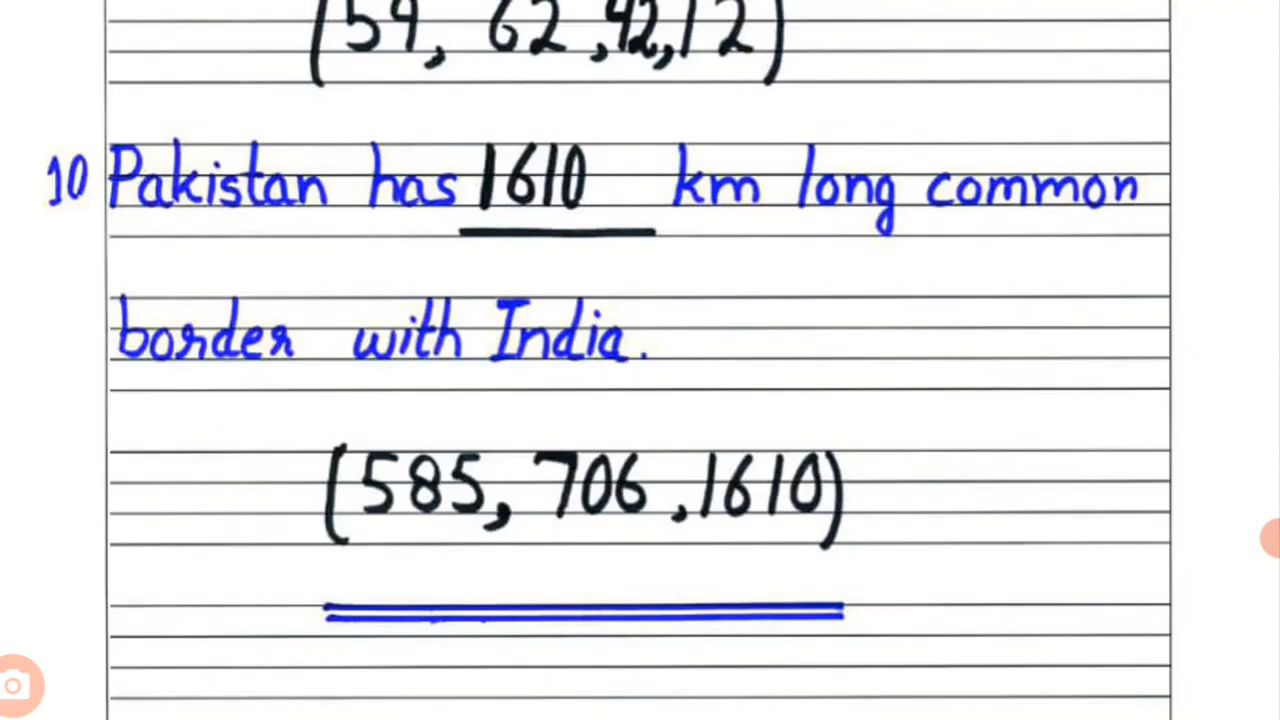 (59, 62,42,12)
10 Pakistan has 1610 km long common
border with India.
(585, 706,1610)